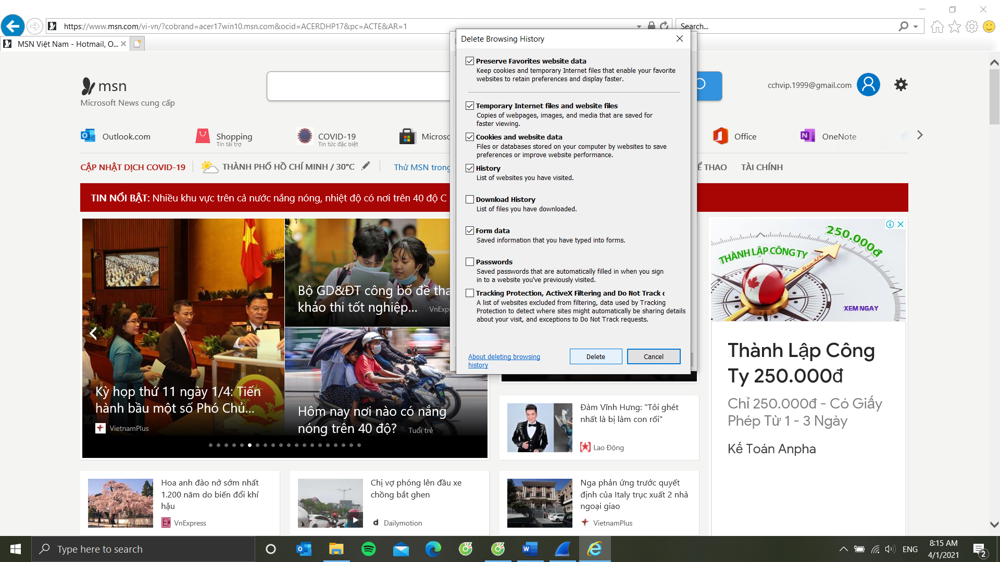 https://www.msn.com/vi-vn/?cobrand=acer17win10.msn.com&ocid=ACERDHP17&pc=ACTE&AR=1
Search...
MSN Việt Nam - Hotmail, O...
Delete Browsing History
Preserve Favorites website data
Keep cookies and temporary Internet files that enable your favorite
websites to retain preferences and display faster.
Temporary Internet files and website files
Copies of webpages, images, and media that are saved for
faster viewing.
Cookies and website data
Files or databases stored on your computer by websites to save
preferences or improve website performance.
History
List of websites you have visited.
Download History
List of files you have downloaded.
Form data
Saved information that you have typed into forms.
Passwords
Saved passwords that are automatically filled in when you sign
in to a website you've previously visited.
Tracking Protection, ActiveX Filtering and Do Not Track
A list of websites excluded from filtering, data used by Tracking
Protection to detect where sites might automatically be sharing details
about your visit, and exceptions to Do Not Track requests.
About deleting browsing
history
Delete
Cancel
msn
Microsoft News cung cấp
cchvip.1999@gmail.com
Outlook.com
Shopping
Tin tài trợ
COVID-19
Tin tức đặc biệt
Microso
Office
OneNote
CẬP NHẬT DỊCH COVID-19
THÀNH PHỐ HỒ CHÍ MINH / 30°C
Thử MSN trong
Ể THAO
TÀI CHÍNH
TIN NỔI BẬT: Nhiều khu vực trên cả nước nắng nóng, nhiệt độ có nơi trên 40 độ C
Kỳ họp thứ 11 ngày 1/4: Tiến
hành bầu một số Phó Chủ...
VietnamPlus
Bộ GD&ĐT công bố đề tha
khảo thi tốt nghiệp...
VnExpr
Hôm nay nơi nào có nắng
nóng trên 40 độ?
Tuổi trẻ
Đàm Vĩnh Hưng: "Tôi ghét
nhất là bị làm con rối"
Lao Động
Hoa anh đào nở sớm nhất
1.200 năm do biến đổi khí
hậu
VnExpress
Chị vợ phóng lên đầu xe
chồng bắt ghen
d Dailymotion
Nga phản ứng trước quyết
định của Italy trục xuất 2 nhà
ngoại giao
VietnamPlus
250.000đ
THÀNH LẬP CÔNG TY
XEM NGAY
Thành Lập Công
Ty 250.000đ
Chỉ 250.000đ - Có Giấy
Phép Từ 1 - 3 Ngày
Kế Toán Anpha
Type here to search
ENG
8:15 AM
4/1/2021
2